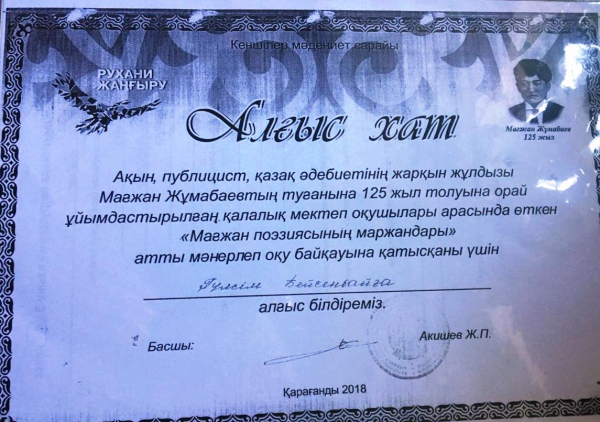 Кеншілер мәдениет сарайы
РУХАНИ
ЖАҢҒЫРУ
Мағжан Жұмабаев
125 жыл
Алғыс хат
Ақын, публицист, қазақ әдебиетінің жарқын жұлдызы
Мағжан Жұмабаевтың туғанына 125 жыл толуына орай
ұйымдастырылған қалалық мектеп оқушылары арасында өткен
«Мағжан поэзиясының маржандары»
атты мәнерлеп оқу байқауына қатысқаны үшін
Гүлсім Бейсенбайға
алғыс білдіреміз.
Басшы:
Акишев Ж.П.
Қарағанды 2018